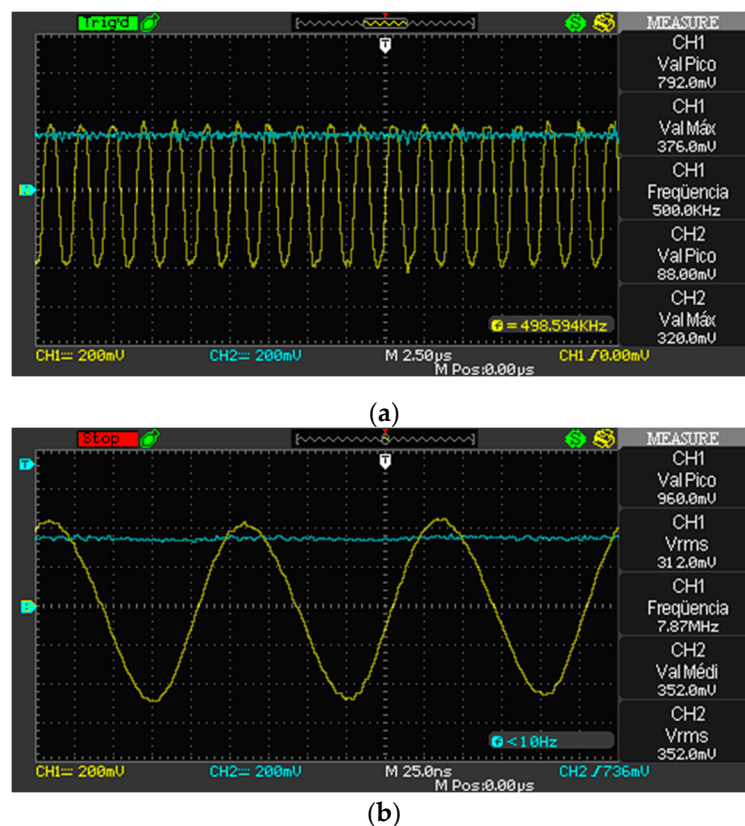 Trig'd
T
MEASURE
CH1
Val Pico
792.0mV
CH1
Val Máx
376.0mV
CH1
Freqüencia
500.0KHz
CH2
Val Pico
88.00mV
CH2
Val Máx
320.0mV
f = 498.594KHz
CH1 200mV CH2 200mV M 2.50µs CH1 0.00mV
M Pos:0.00µs
(a)
Stop
T
T
MEASURE
CH1
Val Pico
960.0mV
CH1
Vrms
312.0mV
CH1
Freqüencia
7.87MHz
CH2
Val Médi
352.0mV
CH2
Vrms
352.0mV
f <10Hz
CH1 200mV CH2 200mV M 25.0ns CH2 736mV
M Pos:0.00µs
(b)